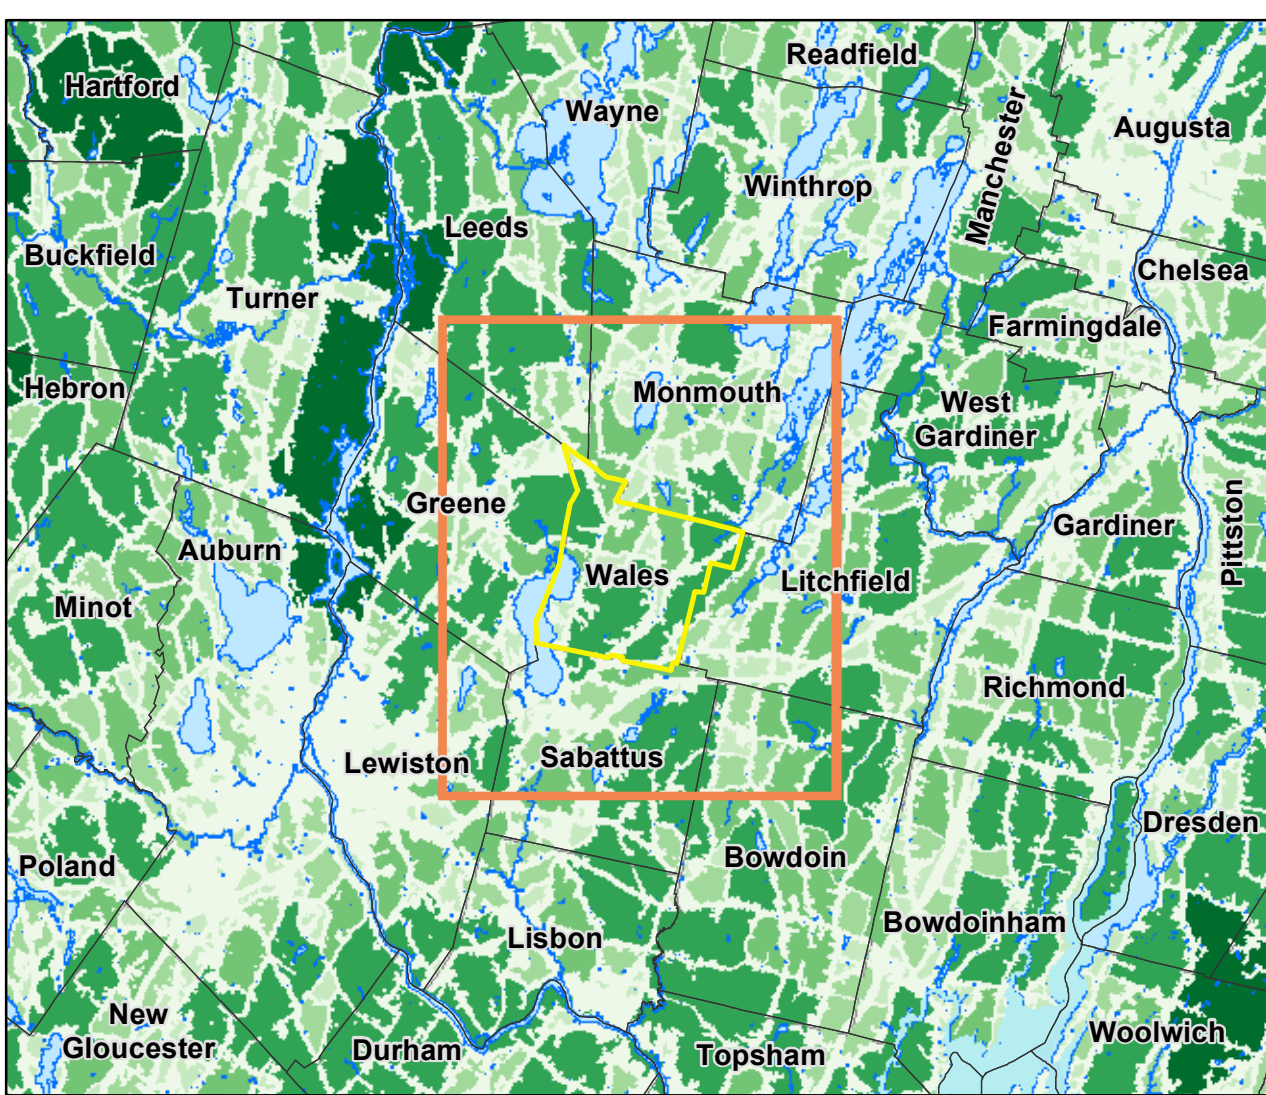 Readfield
Hartford
Wayne
Manchester
Augusta
Winthrop
Leeds
Buckfield
Chelsea
Turner
Farmingdale
Hebron
Monmouth
West
Gardiner
Greene
Gardiner
Pittston
Auburn
Wales
Litchfield
Minot
Richmond
Lewiston
Sabattus
Dresden
Bowdoin
Poland
Bowdoinham
Lisbon
New
Gloucester
Durham
Topsham
Woolwich